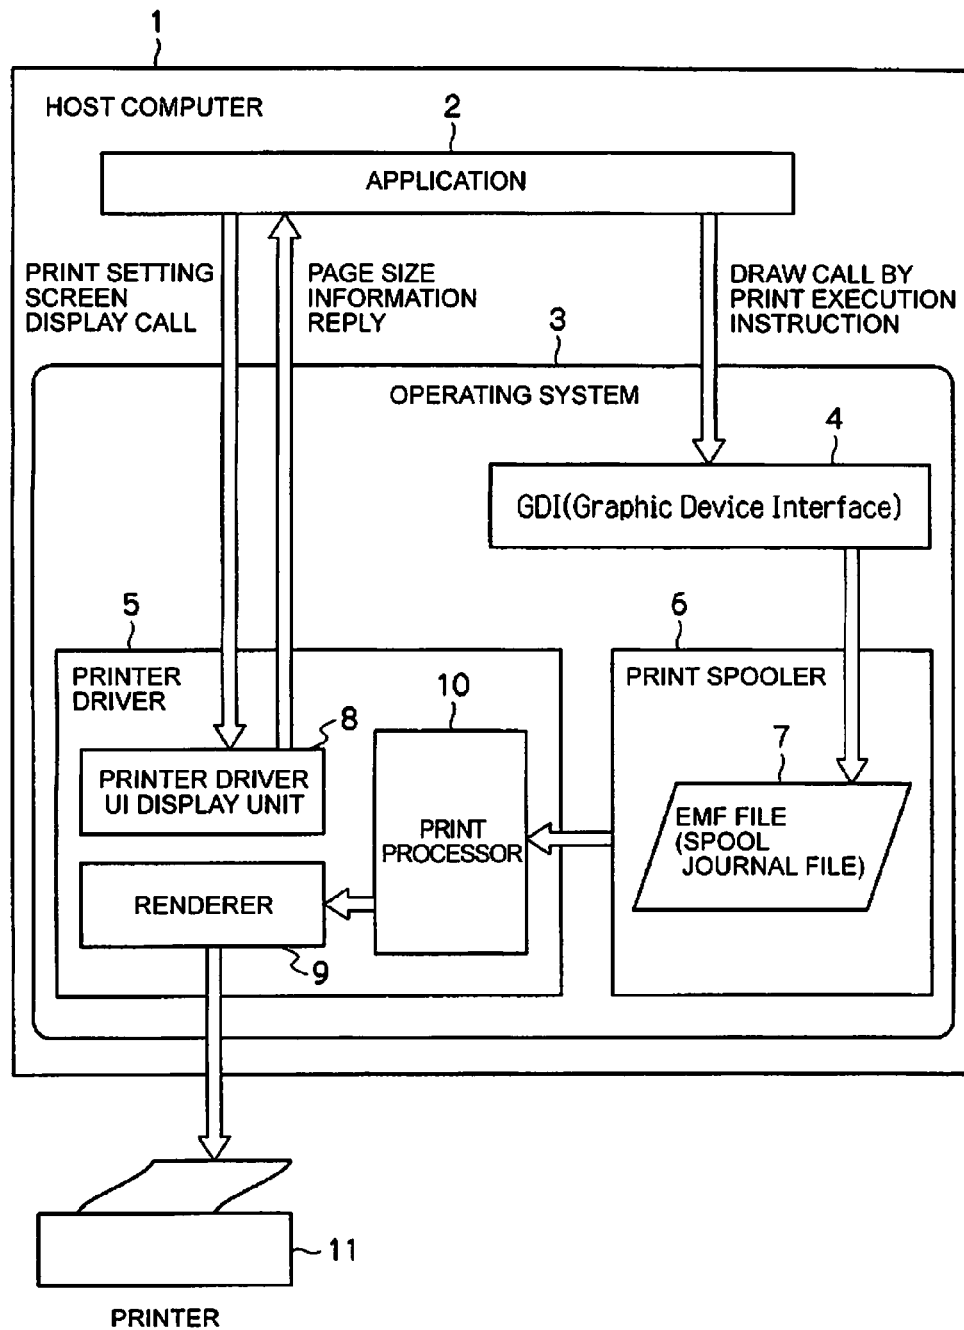 1
HOST COMPUTER
2
APPLICATION
PRINT SETTING
SCREEN
DISPLAY CALL
PAGE SIZE
INFORMATION
REPLY
DRAW CALL BY
PRINT EXECUTION
INSTRUCTION
3
OPERATING SYSTEM
4
GDI(Graphic Device Interface)
5
PRINTER
DRIVER
6
PRINT SPOOLER
10
8
PRINTER DRIVER
UI DISPLAY UNIT
PRINT
PROCESSOR
7
EMF FILE
(SPOOL
JOURNAL FILE)
RENDERER
9
11
PRINTER